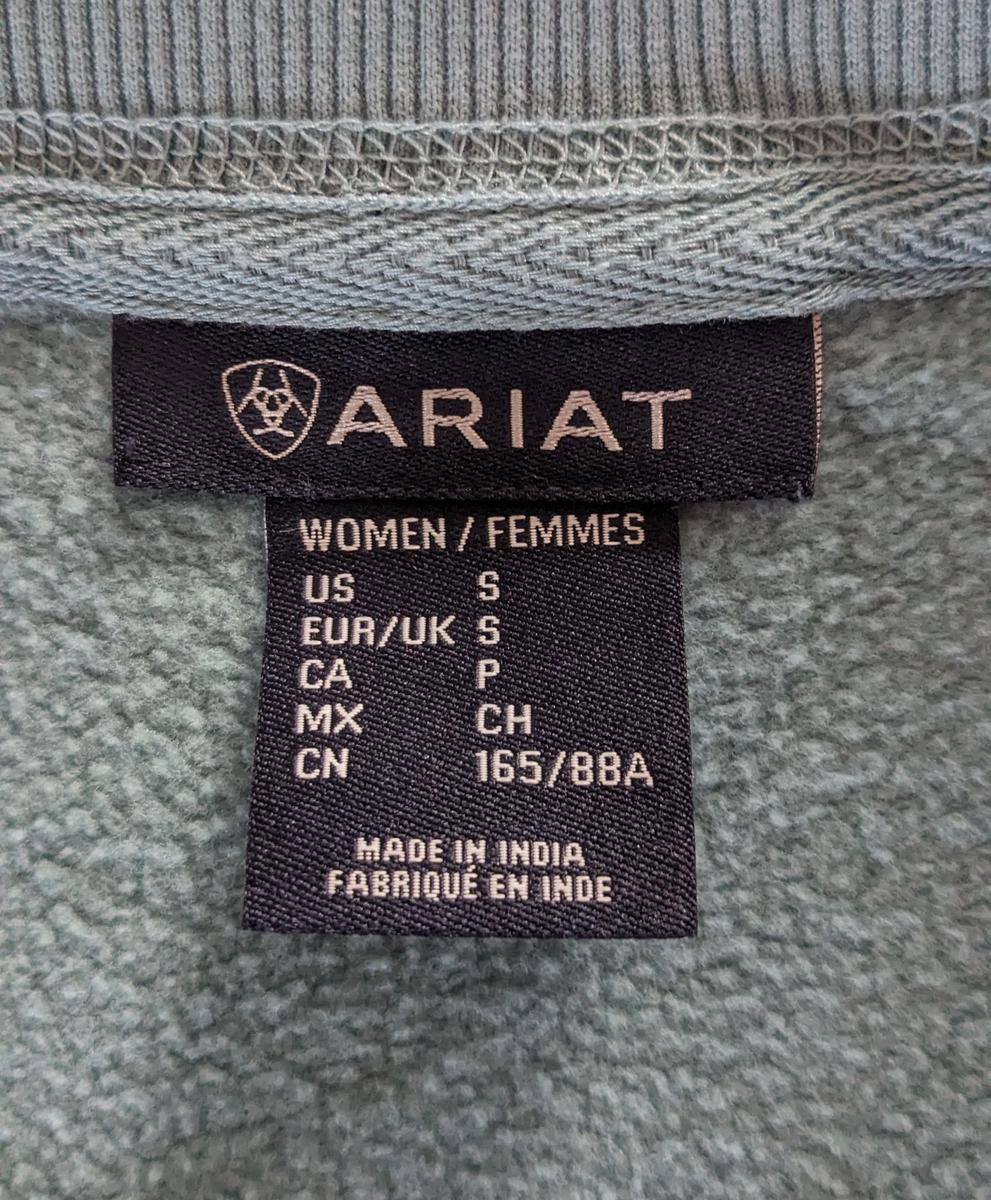 ARIAT
WOMEN / FEMMES
US S
EUR/UK S
CA P
MX CH
CN 165/88A
MADE IN INDIA
FABRIQUÉ EN INDE